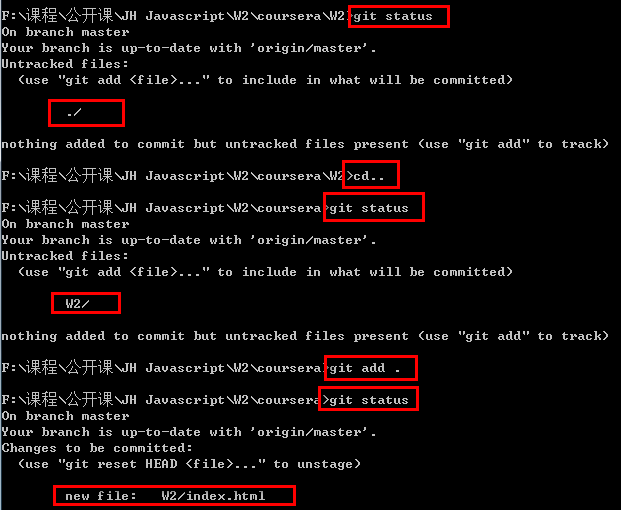 F:\课程\公开课\JH Javascript\W2\coursera\W2>git status
On branch master
Your branch is up-to-date with 'origin/master'.
Untracked files:
  (use "git add <file>..." to include in what will be committed)
        ./
nothing added to commit but untracked files present (use "git add" to track)
F:\课程\公开课\JH Javascript\W2\coursera\W2>cd..
F:\课程\公开课\JH Javascript\W2\coursera>git status
On branch master
Your branch is up-to-date with 'origin/master'.
Untracked files:
  (use "git add <file>..." to include in what will be committed)
        W2/
nothing added to commit but untracked files present (use "git add" to track)
F:\课程\公开课\JH Javascript\W2\coursera>git add .
F:\课程\公开课\JH Javascript\W2\coursera>git status
On branch master
Your branch is up-to-date with 'origin/master'.
Changes to be committed:
  (use "git reset HEAD <file>..." to unstage)
        new file:   W2/index.html